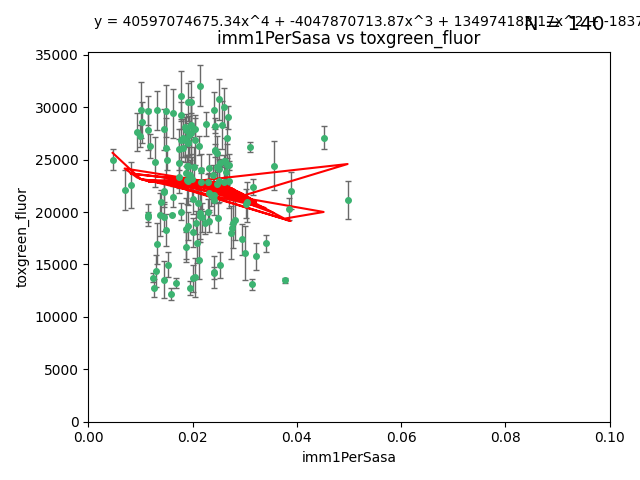 y = 40597074675.34x^4 + -4047870713.87x^3 + 134974183.17x^2 + -1837
N = 140
imm1PerSasa vs toxgreen_fluor
toxgreen_fluor
35000
30000
25000
20000
15000
10000
5000
0
0.00 0.02 0.04 0.06 0.08 0.10
imm1PerSasa